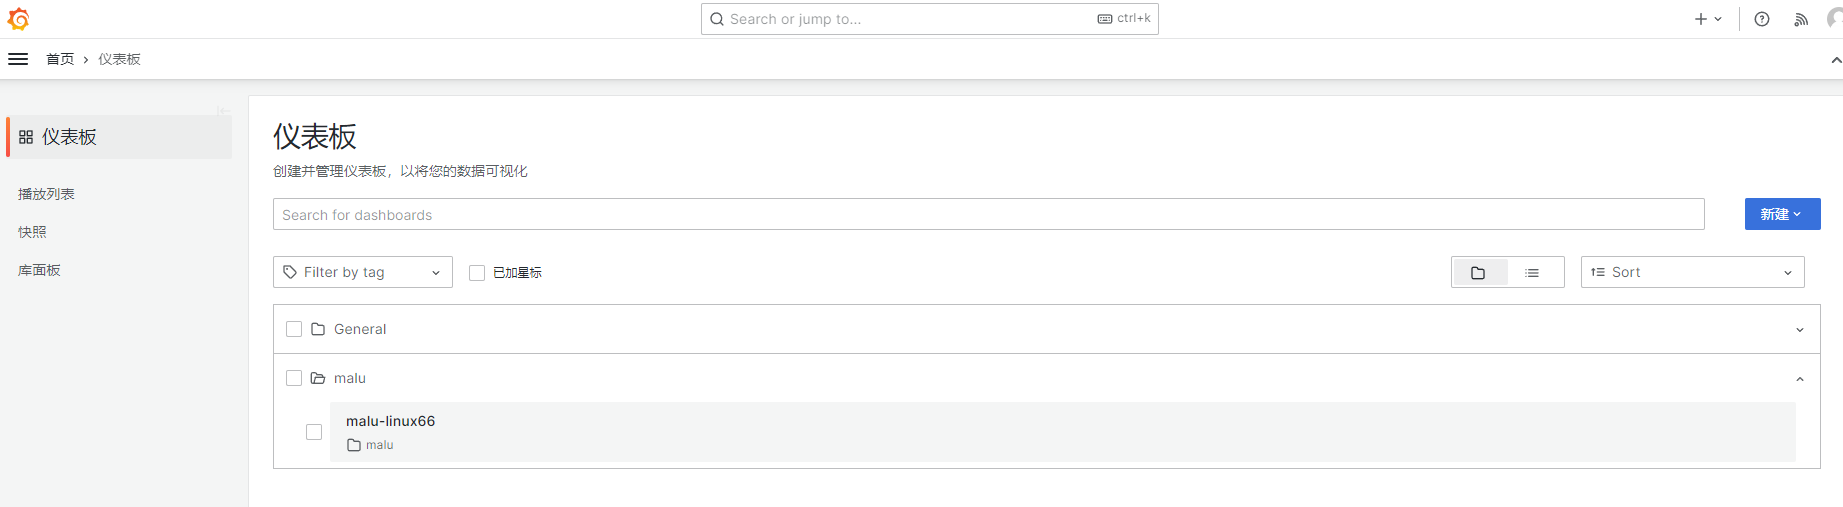 Search or jump to...
ctrl+k
首页 › 仪表板
仪表板
播放列表
快照
库面板
仪表板
创建并管理仪表板，以将您的数据可视化
Search for dashboards
新建
Filter by tag
已加星标
Sort
General
malu
malu-linux66
malu